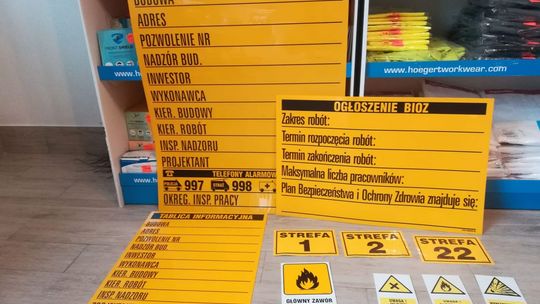 BUDOWA
ADRES
POZWOLENIE NR
NADZÓR BUD.
INWESTOR
WYKONAWCA
KIER. BUDOWY
KIER. ROBÓT
INSP. NADZORU
PROJEKTANT
TELEFONY ALARMOWE
997 998
OKRĘG. INSP. PRACY
www.hoegertworkwear.com
OGŁOSZENIE BIOZ
Zakres robót:
Termin rozpoczęcia robót:
Termin zakończenia robót:
Maksymalna liczba pracowników:
Plan Bezpieczeństwa i Ochrony Zdrowia znajduje się:
TABLICA INFORMACYJNA
BUDOWA
ADRES
POZWOLENIE NR
NADZÓR BUD.
INWESTOR
WYKONAWCA
KIER. BUDOWY
KIER. ROBÓT
INSP. NADZORU
PROJEKTANT
STREFA
1
STREFA
2
STREFA
22
GŁÓWNY ZAWÓR